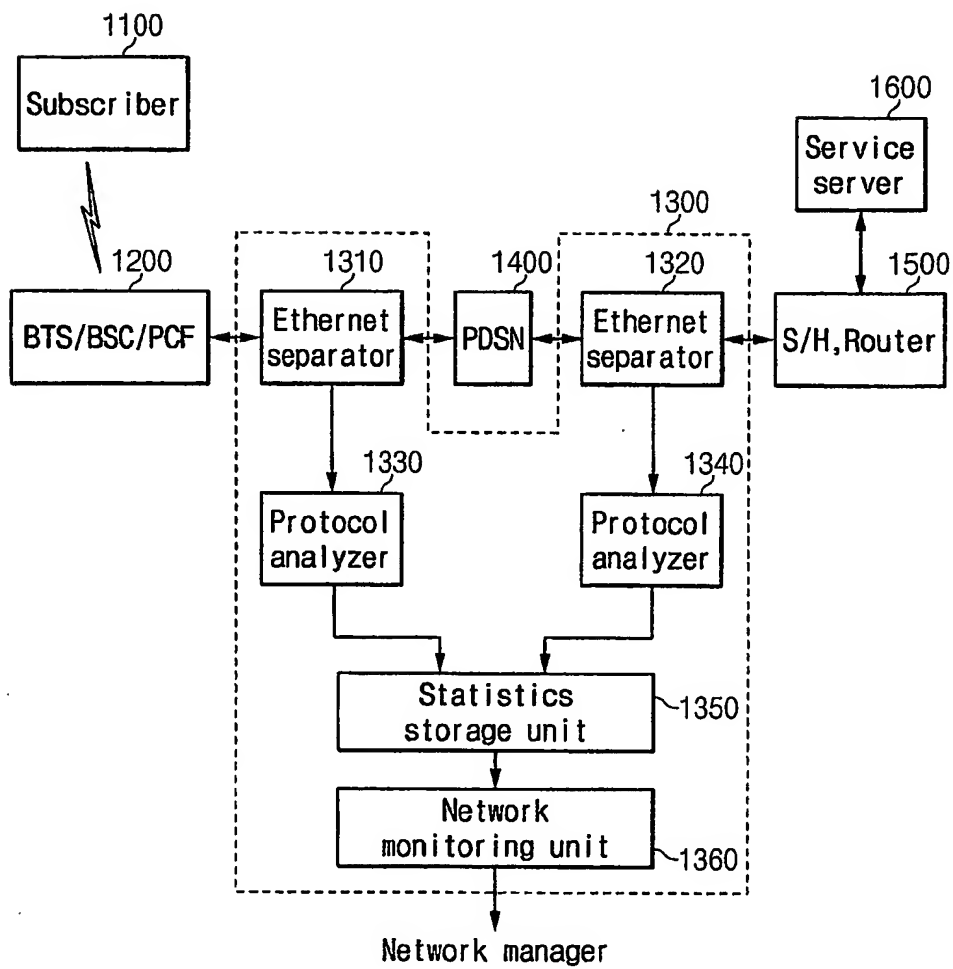 1100
Subscriber
1600
Service
server
1300
1200
1310
1400
1320
1500
BTS/BSC/PCF
Ethernet
separator
PDSN
Ethernet
separator
S/H,Router
1330
1340
Protocol
analyzer
Protocol
analyzer
Statistics
storage unit
1350
Network
monitoring unit
1360
Network manager